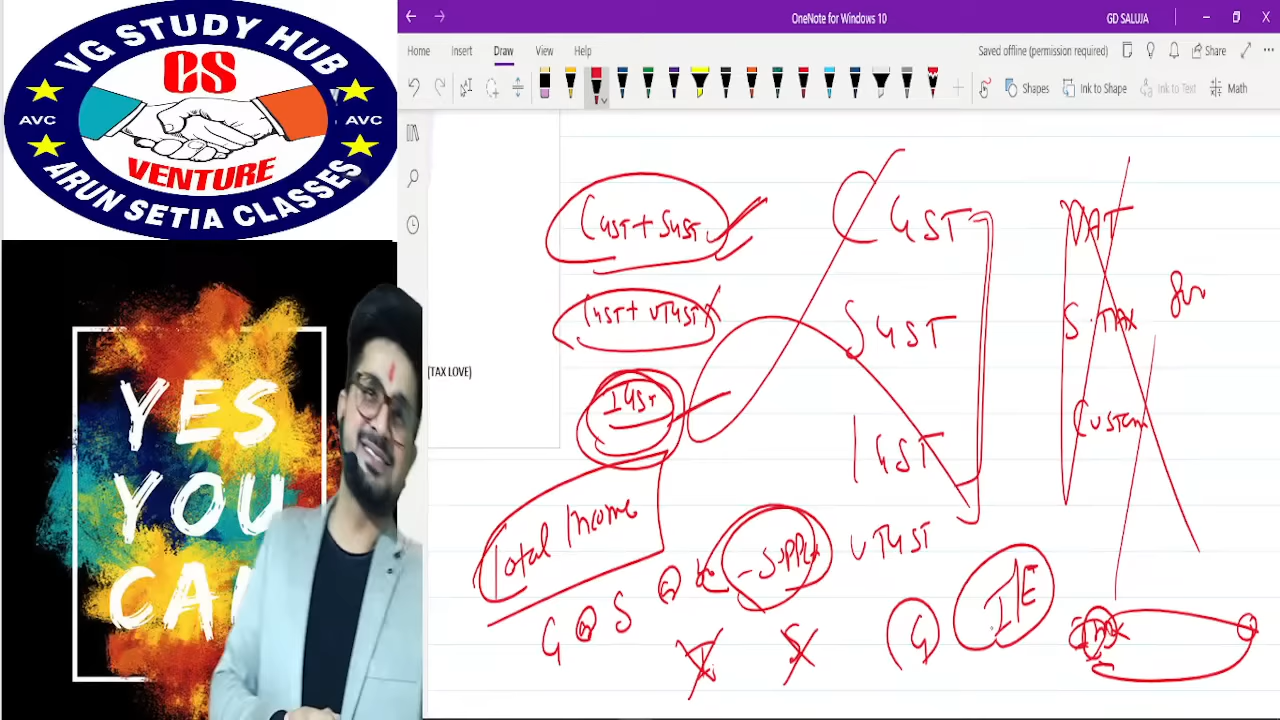 VG STUDY HUB
CS
AVC
AVC
VENTURE
ARUN SETIA CLASSES
YES
YOU
CA
OneNote for Windows 10
GD SALUJA
Home Insert Draw View Help
Saved offline (permission required)
Share
Shapes
Ink to Shape
Ink to Text
Math
(TAX LOVE)
CGST + SGST
CGST + UTGST
IGST
Total Income
G S
SUPPLY
CGST
SGST
IGST
UTGST
VAT
S. TAX
Custom
G
I/E